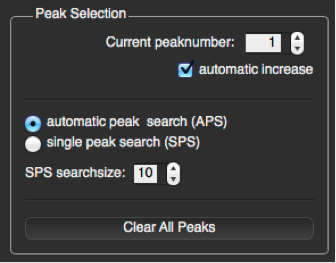 Peak Selection
Current peaknumber: 1
automatic increase
automatic peak search (APS)
single peak search (SPS)
SPS searchsize: 10
Clear All Peaks